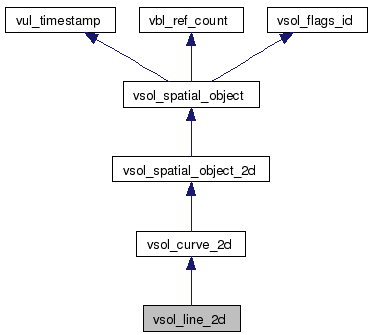 vul_timestamp
vbl_ref_count
vsol_flags_id
vsol_spatial_object
vsol_spatial_object_2d
vsol_curve_2d
vsol_line_2d